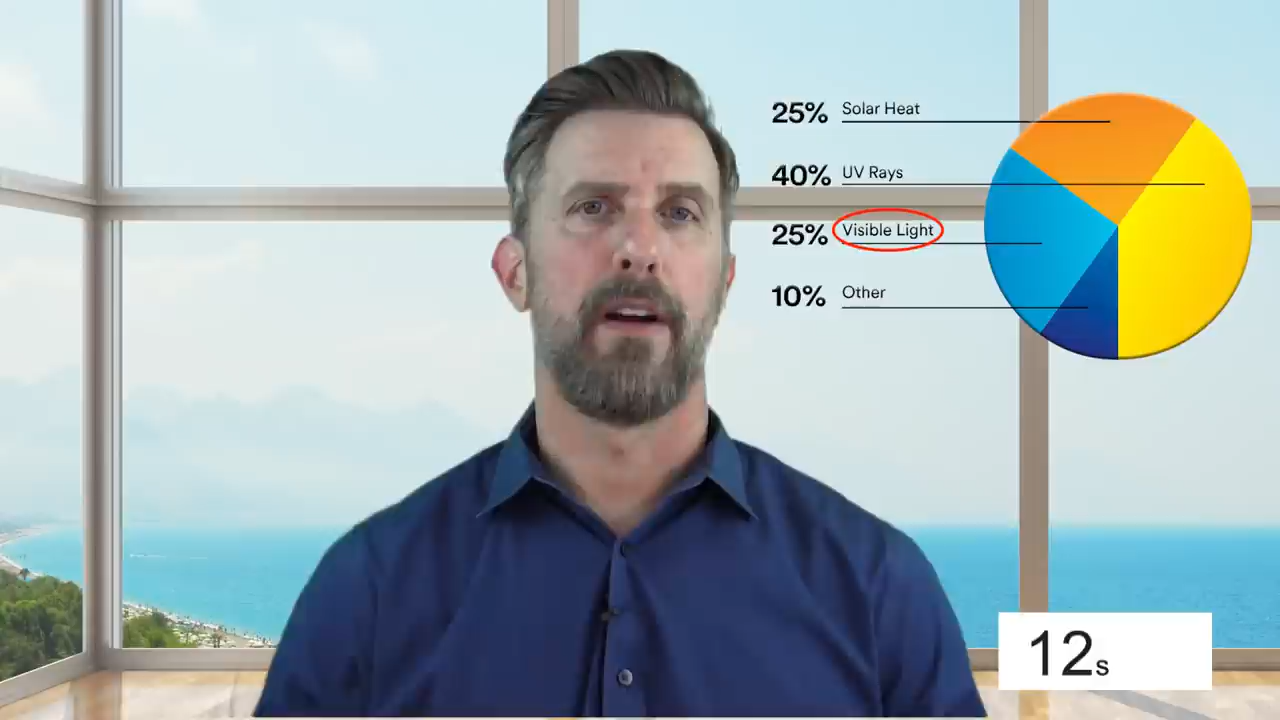 25% Solar Heat
40% UV Rays
25% Visible Light
10% Other
12s